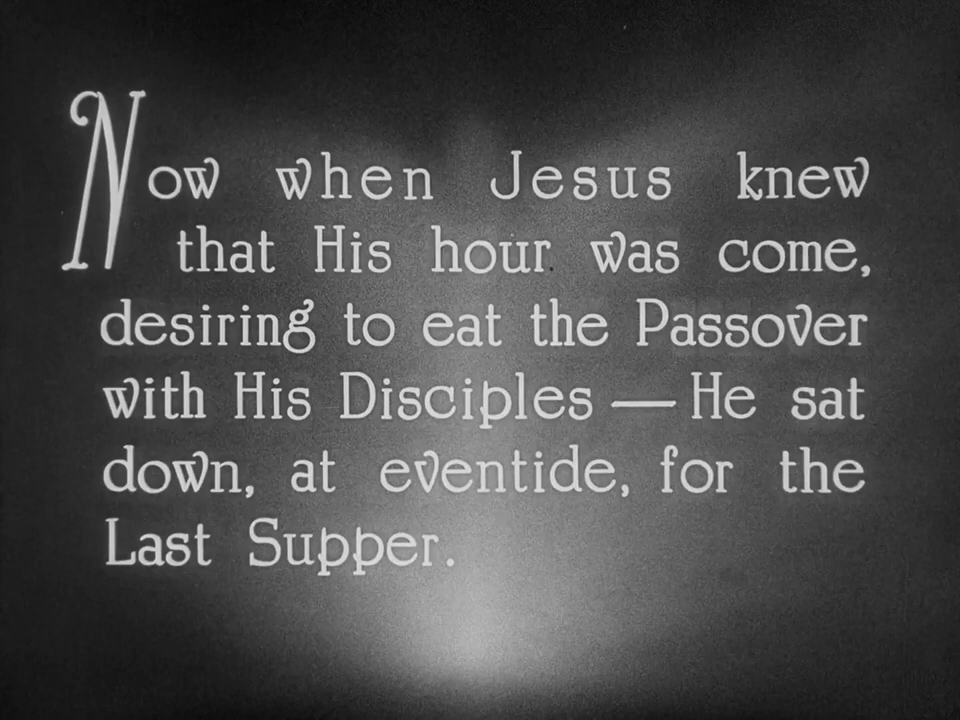 Now when Jesus knew
that His hour was come,
desiring to eat the Passover
with His Disciples — He sat
down, at eventide, for the
Last Supper.